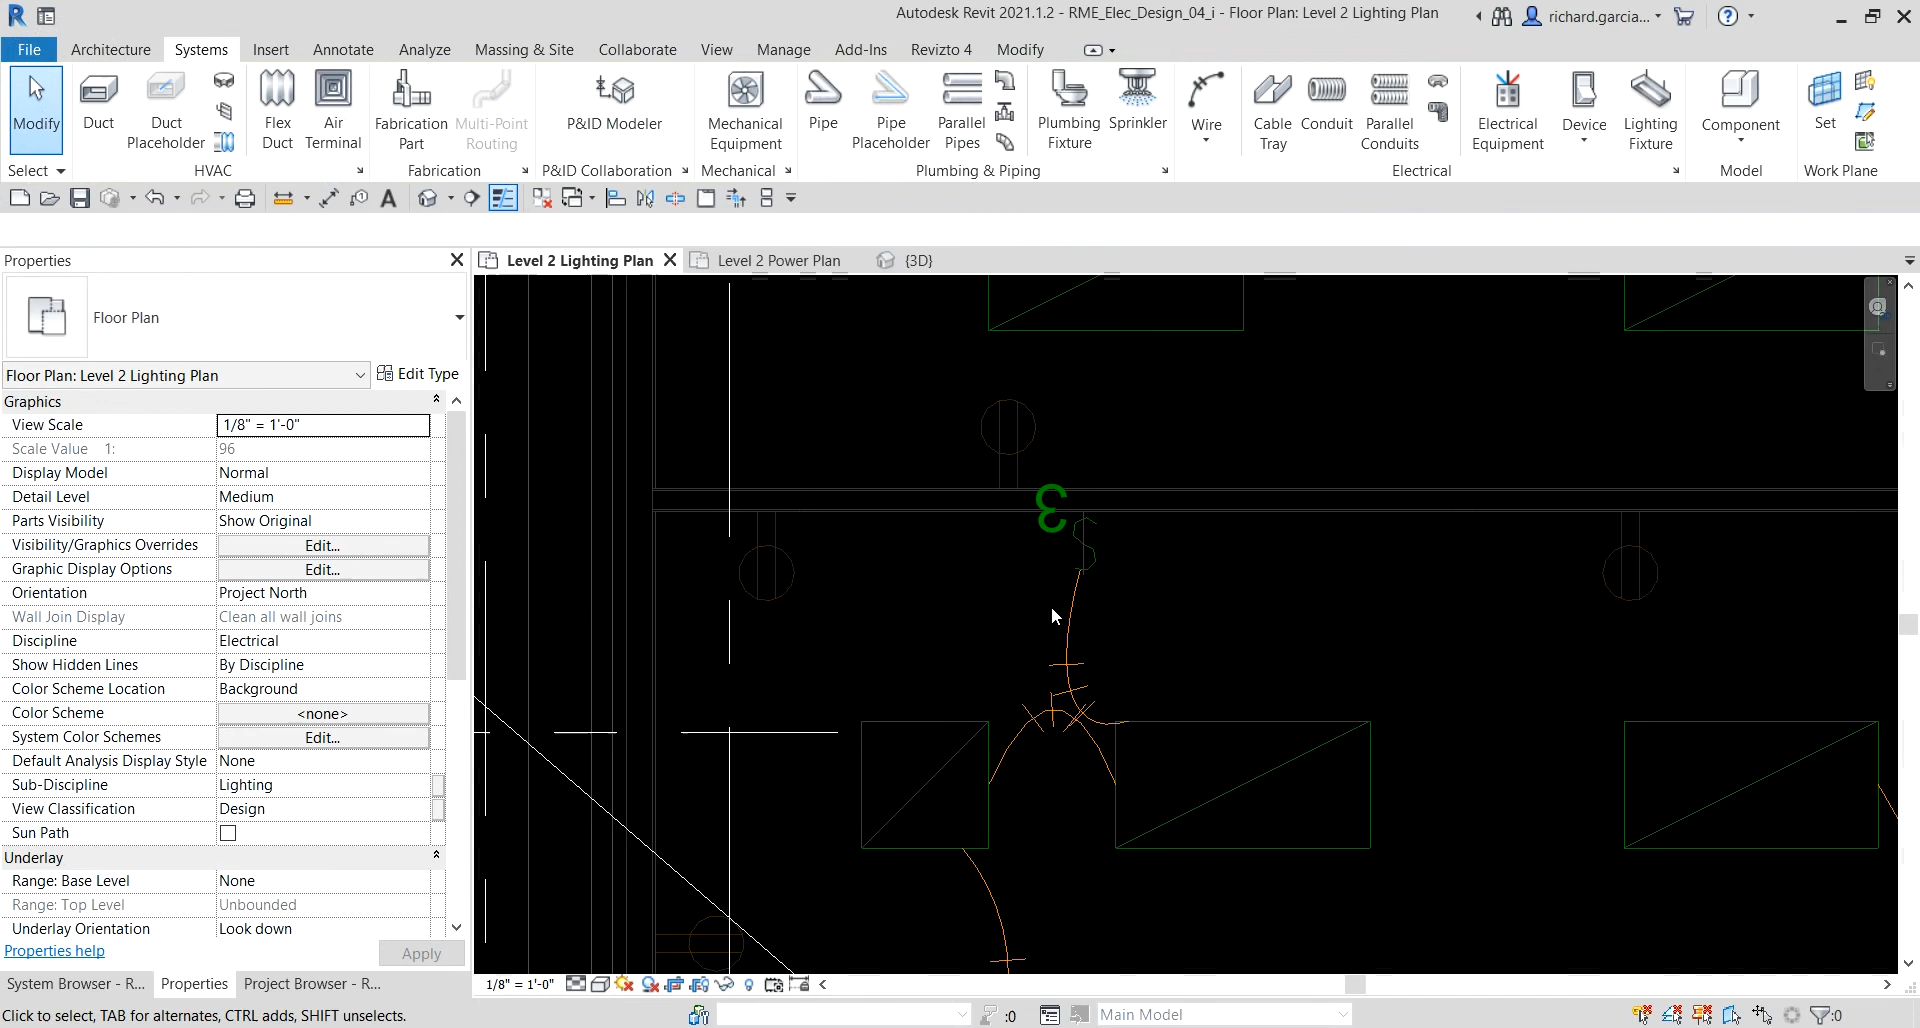 Autodesk Revit 2021.1.2 - RME_Elec_Design_04_i - Floor Plan: Level 2 Lighting Plan
richard.garcia...
File Architecture Systems Insert Annotate Analyze Massing & Site Collaborate View Manage Add-Ins Revizto 4 Modify
Modify
Duct
Duct Placeholder
Flex Duct
Air Terminal
Fabrication Part
Multi-Point Routing
P&ID Modeler
Mechanical Equipment
Pipe
Pipe Placeholder
Parallel Pipes
Plumbing Fixture
Sprinkler
Wire
Cable Tray
Conduit
Parallel Conduits
Electrical Equipment
Device
Lighting Fixture
Component
Set
Select HVAC Fabrication P&ID Collaboration Mechanical Plumbing & Piping Electrical Model Work Plane
Properties
Level 2 Lighting Plan Level 2 Power Plan {3D}
Floor Plan
Floor Plan: Level 2 Lighting Plan Edit Type
Graphics
View Scale 1/8" = 1'-0"
Scale Value 1: 96
Display Model Normal
Detail Level Medium
Parts Visibility Show Original
Visibility/Graphics Overrides Edit...
Graphic Display Options Edit...
Orientation Project North
Wall Join Display Clean all wall joins
Discipline Electrical
Show Hidden Lines By Discipline
Color Scheme Location Background
Color Scheme <none>
System Color Schemes Edit...
Default Analysis Display Style None
Sub-Discipline Lighting
View Classification Design
Sun Path
Underlay
Range: Base Level None
Range: Top Level Unbounded
Underlay Orientation Look down
Properties help Apply
System Browser - R... Properties Project Browser - R...
3
$
1/8" = 1'-0"
Click to select, TAB for alternates, CTRL adds, SHIFT unselects.
:0
Main Model
:0